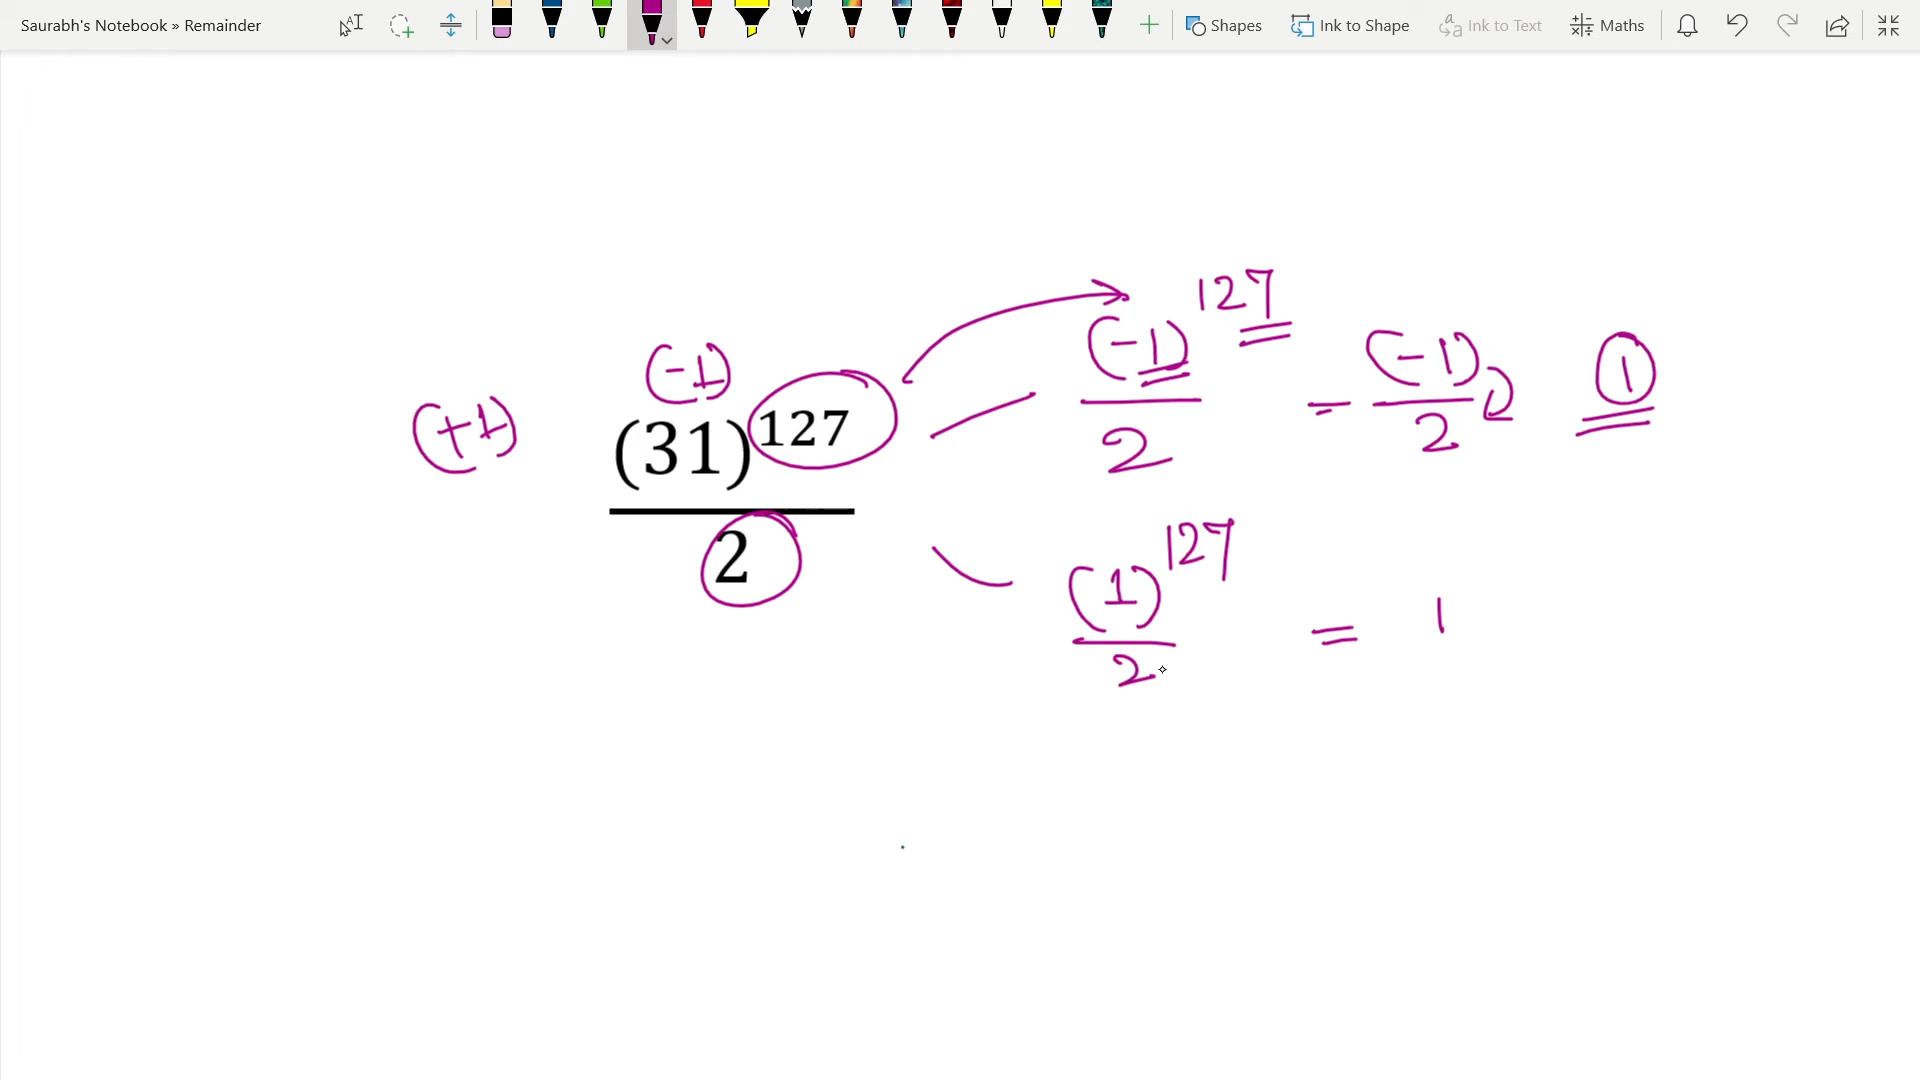 Saurabh's Notebook » Remainder
Shapes
Ink to Shape
Ink to Text
Maths
(+1)
(-1)
(31)^127
2
(-1)^127
2
=
(-1)
2
1
(1)^127
2
= 1